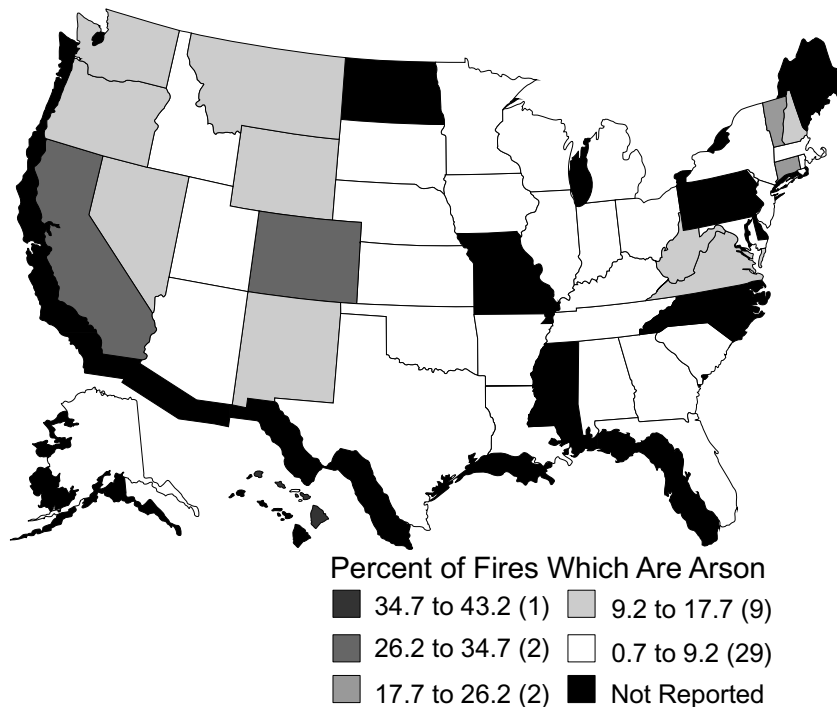 Percent of Fires Which Are Arson
34.7 to 43.2 (1)
26.2 to 34.7 (2)
17.7 to 26.2 (2)
9.2 to 17.7 (9)
0.7 to 9.2 (29)
Not Reported